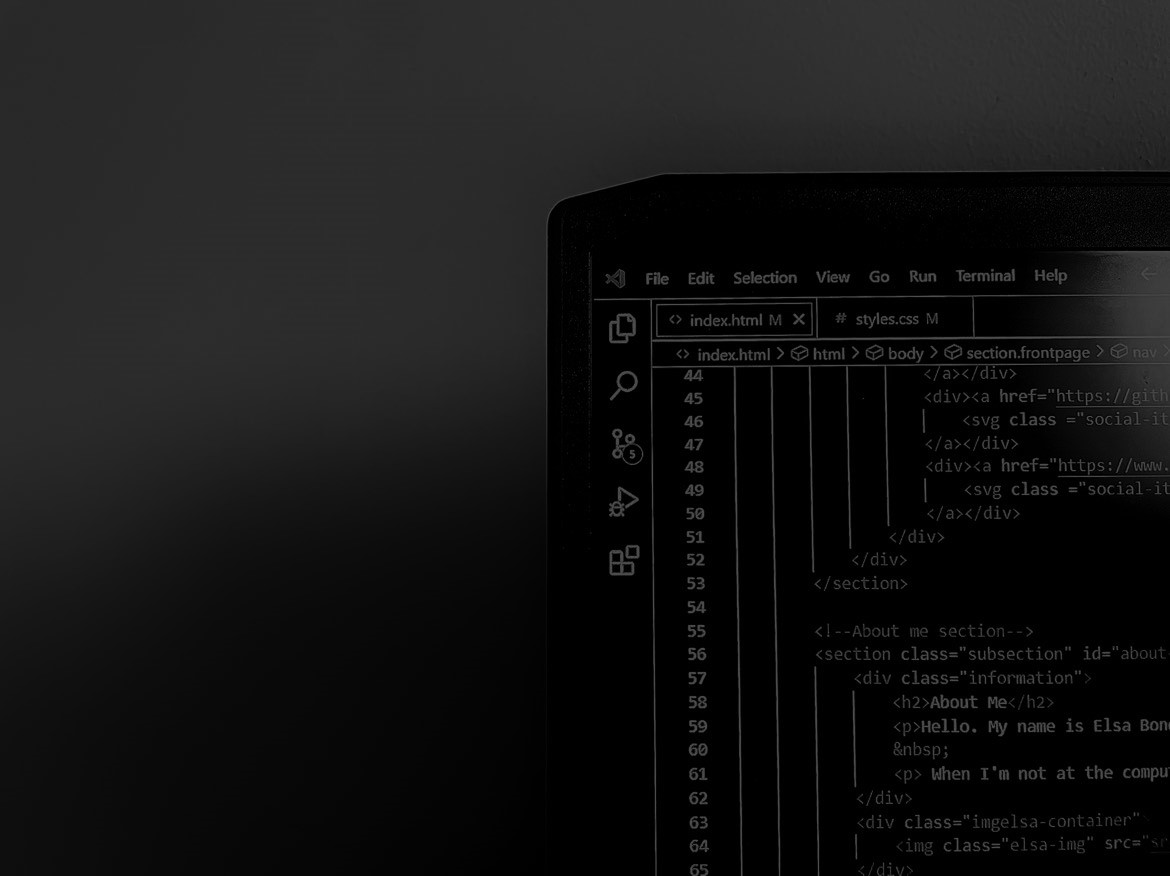 File Edit Selection View Go Run Terminal Help
<> index.html M X # styles.css M
<> index.html > html > body > section.frontpage > nav >
44 </a></div>
45 <div><a href="https://gith
46 <svg class ="social-it
47 </a></div>
48 <div><a href="https://www.
49 <svg class ="social-it
50 </a></div>
5
51 </div>
52 </div>
53 </section>
54
55 <!--About me section-->
56 <section class="subsection" id="about-
57 <div class="information">
58 <h2>About Me</h2>
59 <p>Hello. My name is Elsa Bon
60 &nbsp;
61 <p> When I'm not at the compu
62 </div>
63 <div class="imgelsa-container">
64 <img class="elsa-img" src="sr
65 </div>